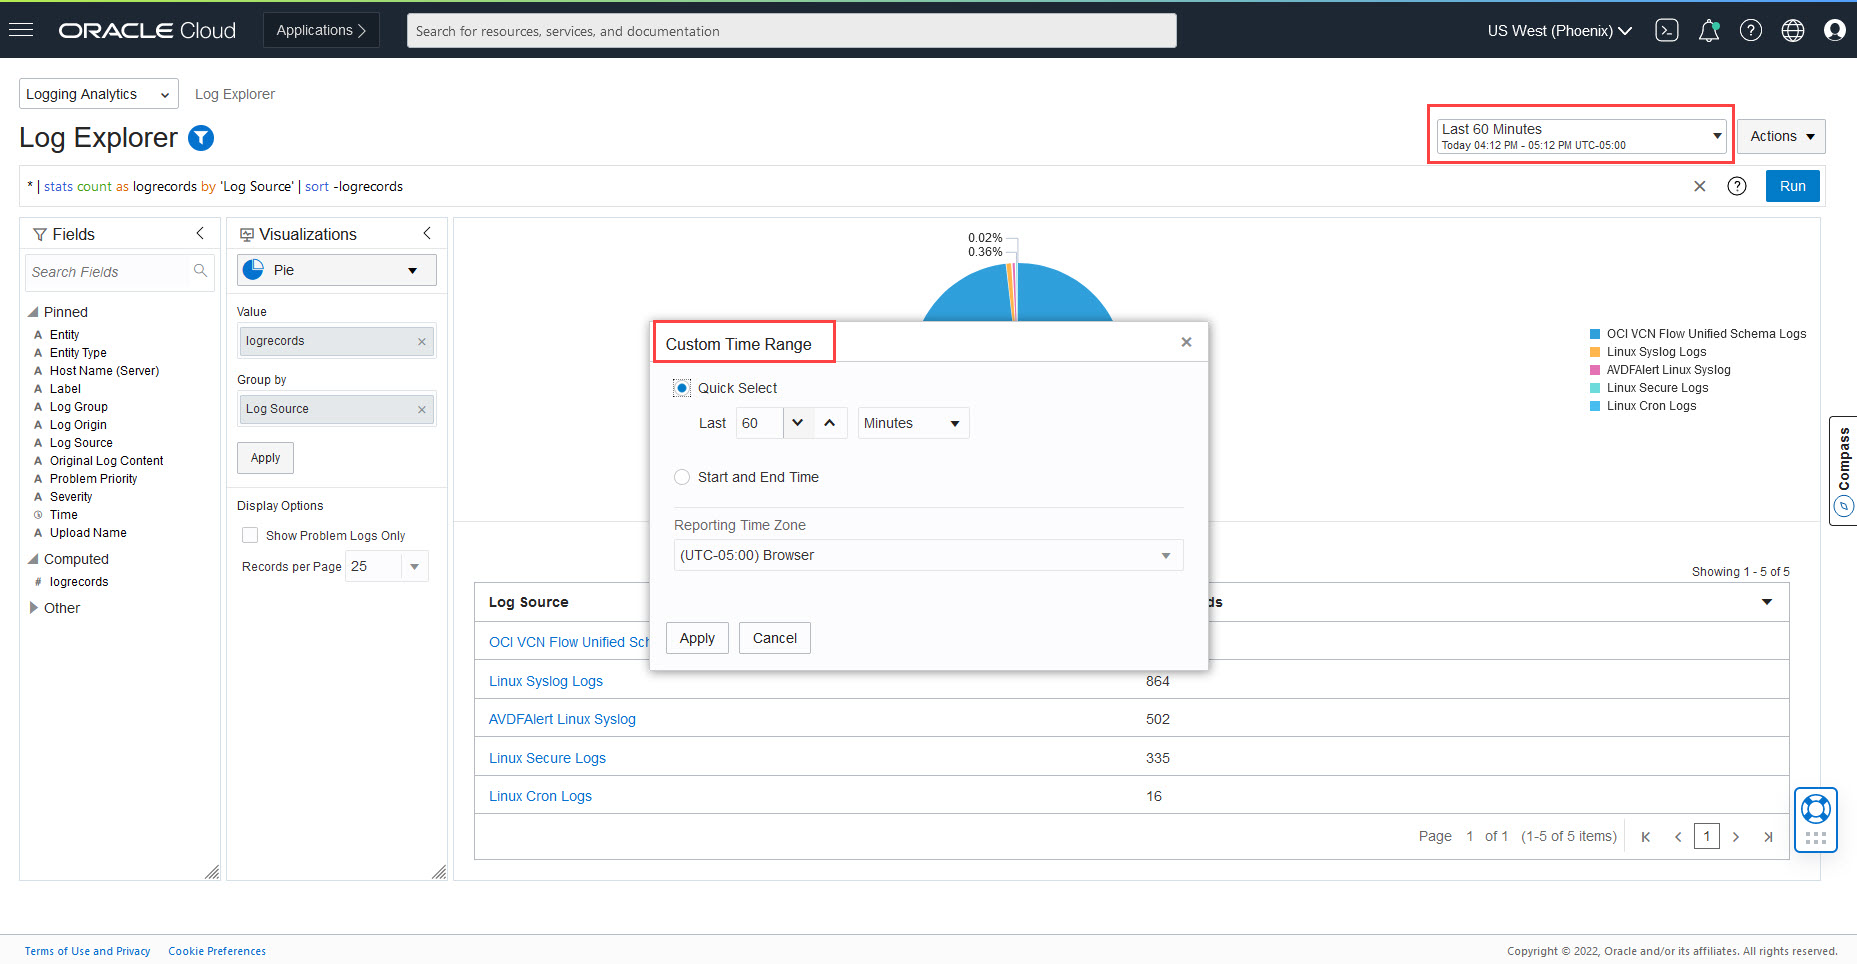 ORACLE Cloud
Applications
Search for resources, services, and documentation
US West (Phoenix)
Logging Analytics
Log Explorer
Log Explorer
Last 60 Minutes
Today 04:12 PM - 05:12 PM UTC-05:00
Actions
* | stats count as logrecords by 'Log Source' | sort -logrecords
Run
Fields
Search Fields
Pinned
A Entity
A Entity Type
A Host Name (Server)
A Label
A Log Group
A Log Origin
A Log Source
A Original Log Content
A Problem Priority
A Severity
Time
A Upload Name
Computed
# logrecords
Other
Visualizations
Pie
Value
logrecords
Group by
Log Source
Apply
Display Options
Show Problem Logs Only
Records per Page 25
0.02%
0.36%
OCI VCN Flow Unified Schema Logs
Linux Syslog Logs
AVDFAlert Linux Syslog
Linux Secure Logs
Linux Cron Logs
Custom Time Range
Quick Select
Last 60 Minutes
Start and End Time
Reporting Time Zone
(UTC-05:00) Browser
Apply Cancel
Compass
Showing 1 - 5 of 5
Log Source ds
OCI VCN Flow Unified Sch
Linux Syslog Logs 864
AVDFAlert Linux Syslog 502
Linux Secure Logs 335
Linux Cron Logs 16
Page 1 of 1 (1-5 of 5 items) 1
Terms of Use and Privacy Cookie Preferences
Copyright © 2022, Oracle and/or its affiliates. All rights reserved.